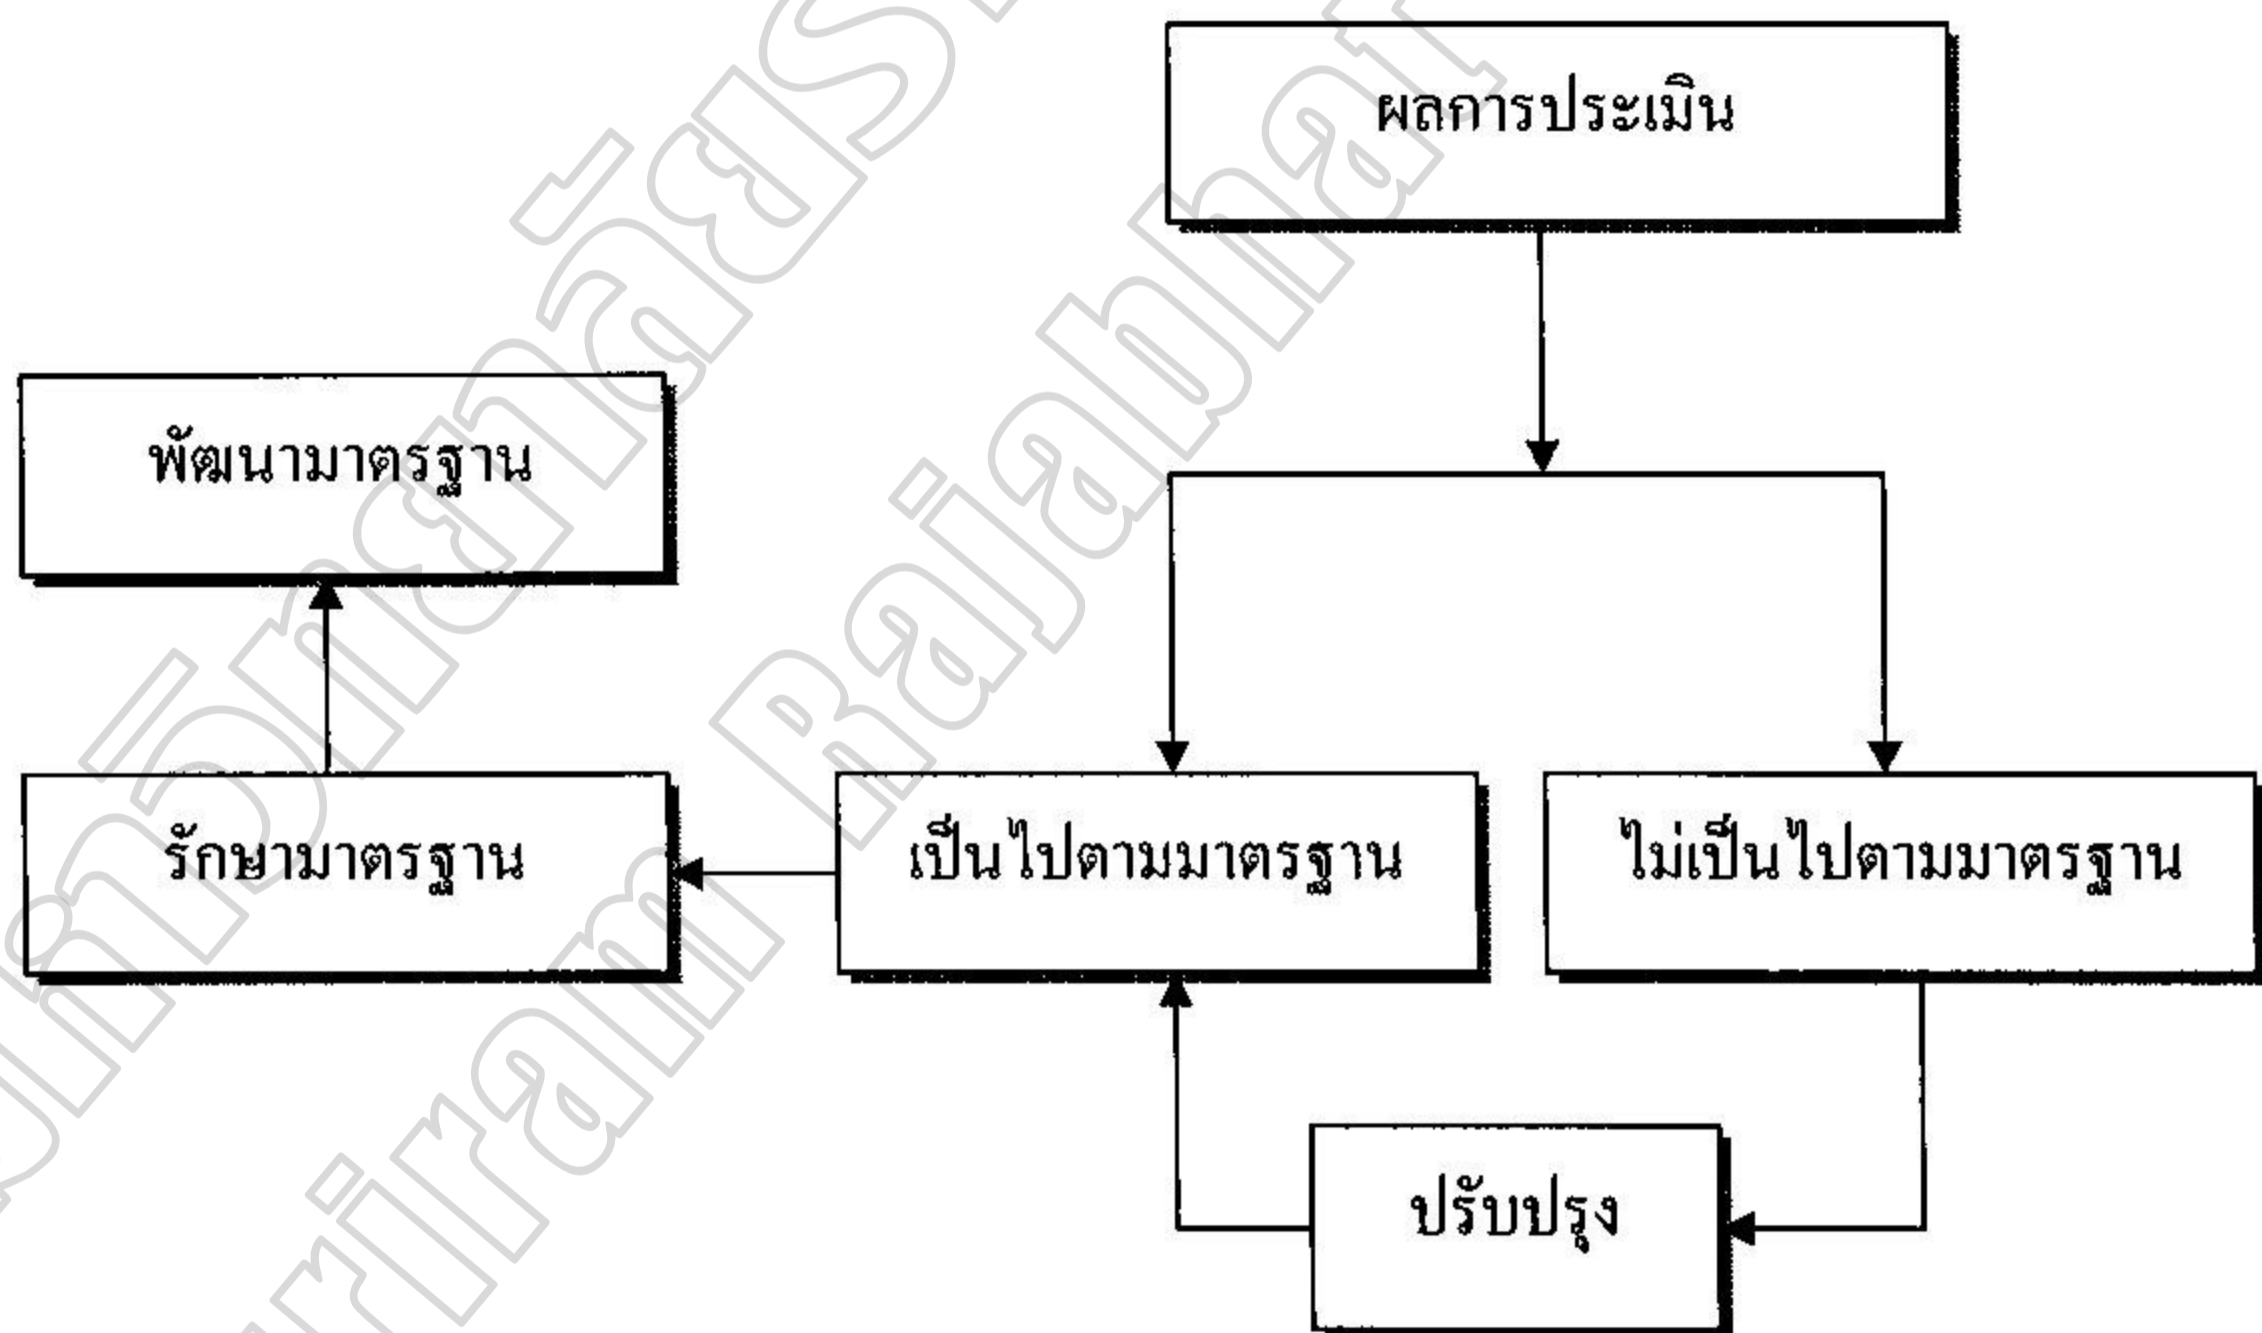 ผลการประเมิน
พัฒนามาตรฐาน
รักษามาตรฐาน
เป็นไปตามมาตรฐาน
ไม่เป็นไปตามมาตรฐาน
ปรับปรุง
Rajabhat